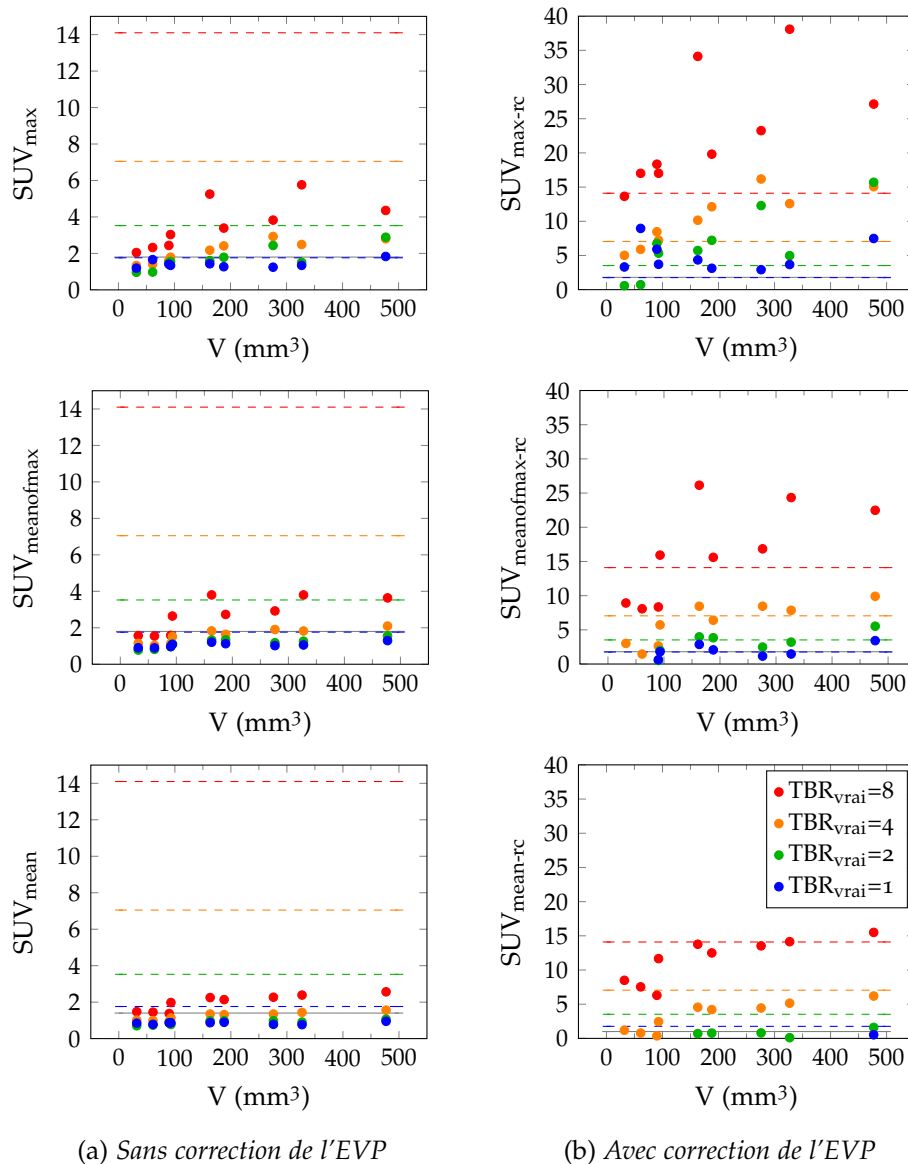 14
12
10
8
6
4
2
0
SUVmax
0 100 200 300 400 500
V (mm³)
40
35
30
25
20
15
10
5
0
SUVmax-rc
0 100 200 300 400 500
V (mm³)
14
12
10
8
6
4
2
0
SUVmeanofmax
0 100 200 300 400 500
V (mm³)
40
35
30
25
20
15
10
5
0
SUVmeanofmax-rc
0 100 200 300 400 500
V (mm³)
14
12
10
8
6
4
2
0
SUVmean
0 100 200 300 400 500
V (mm³)
40
35
30
25
20
15
10
5
0
SUVmean-rc
TBRvrai=8
TBRvrai=4
TBRvrai=2
TBRvrai=1
0 100 200 300 400 500
V (mm³)
(a) Sans correction de l'EVP
(b) Avec correction de l'EVP